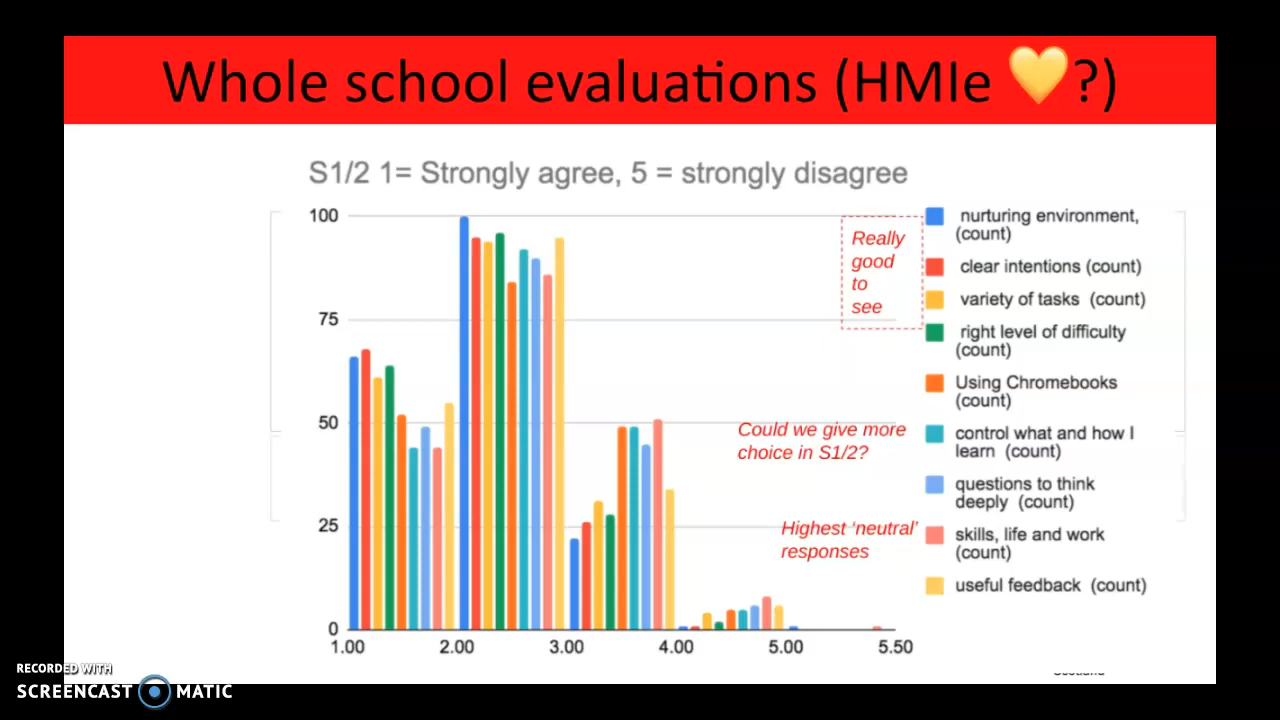 Whole school evaluations (HMIe 💛?)
S1/2 1= Strongly agree, 5 = strongly disagree
100
75
50
25
0
1.00 2.00 3.00 4.00 5.00 5.50
Really
good
to
see
Could we give more
choice in S1/2?
Highest ‘neutral’
responses
nurturing environment,
(count)
clear intentions (count)
variety of tasks (count)
right level of difficulty
(count)
Using Chromebooks
(count)
control what and how I
learn (count)
questions to think
deeply (count)
skills, life and work
(count)
useful feedback (count)
RECORDED WITH
SCREENCAST MATIC